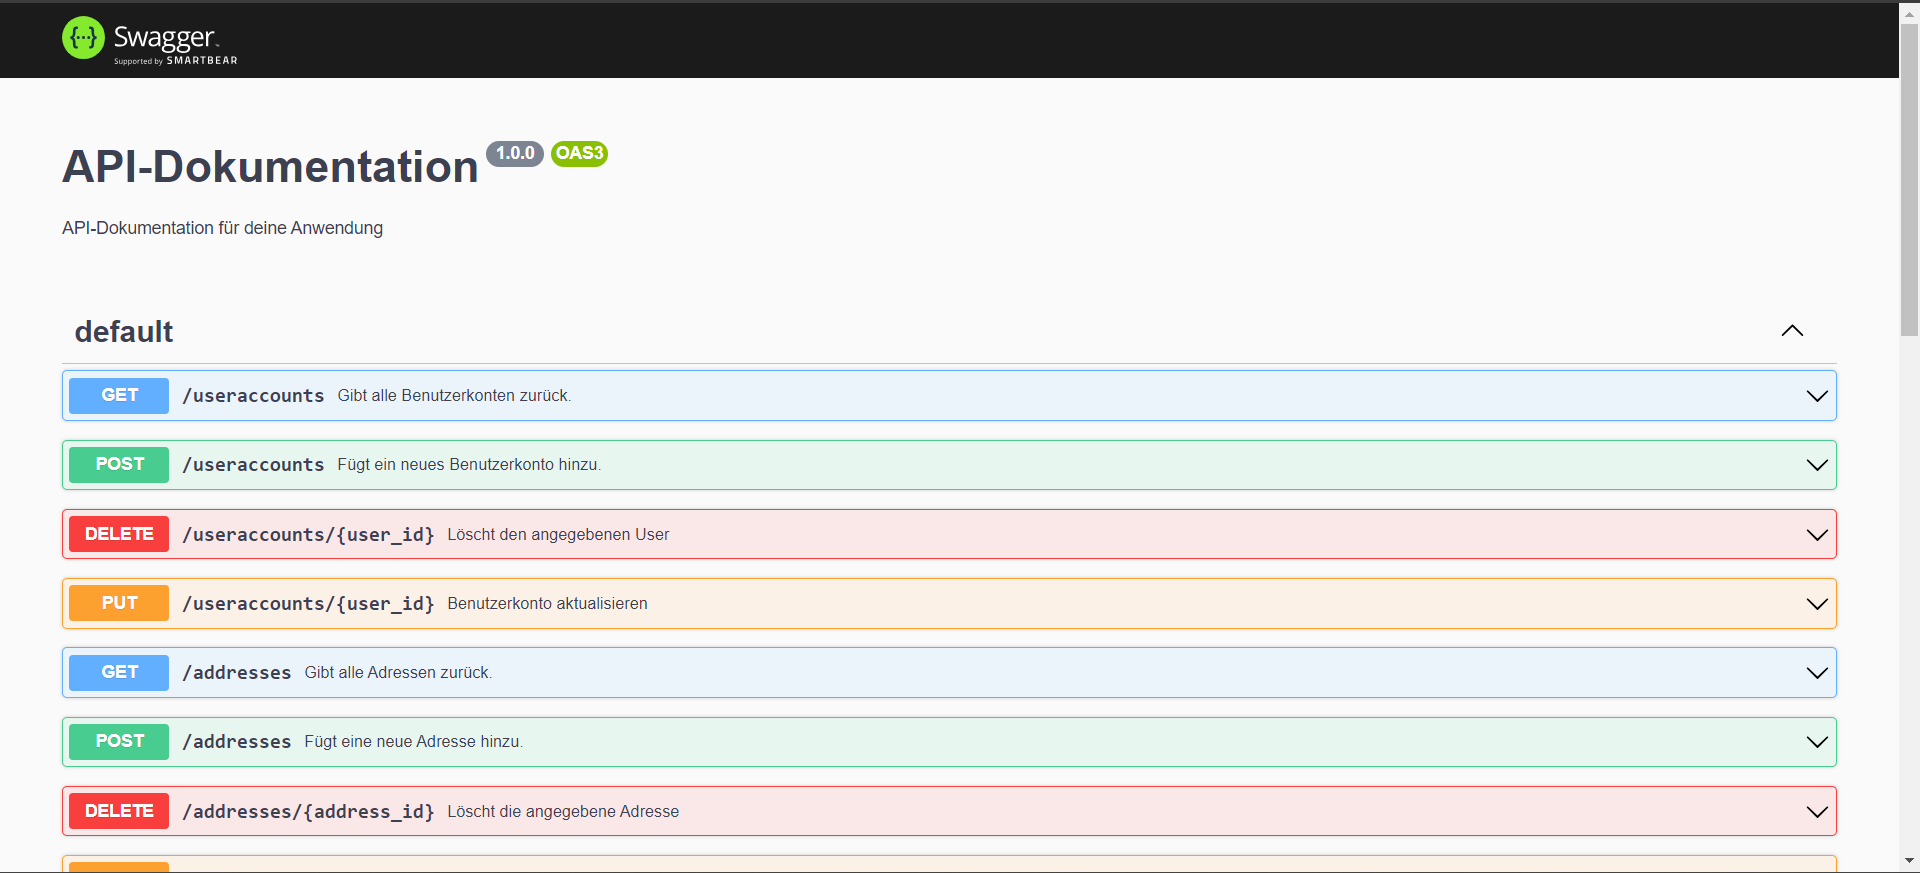 {···} Swagger
Supported by SMARTBEAR
API-Dokumentation 1.0.0 OAS3
API-Dokumentation für deine Anwendung
default
GET /useraccounts Gibt alle Benutzerkonten zurück.
POST /useraccounts Fügt ein neues Benutzerkonto hinzu.
DELETE /useraccounts/{user_id} Löscht den angegebenen User
PUT /useraccounts/{user_id} Benutzerkonto aktualisieren
GET /addresses Gibt alle Adressen zurück.
POST /addresses Fügt eine neue Adresse hinzu.
DELETE /addresses/{address_id} Löscht die angegebene Adresse